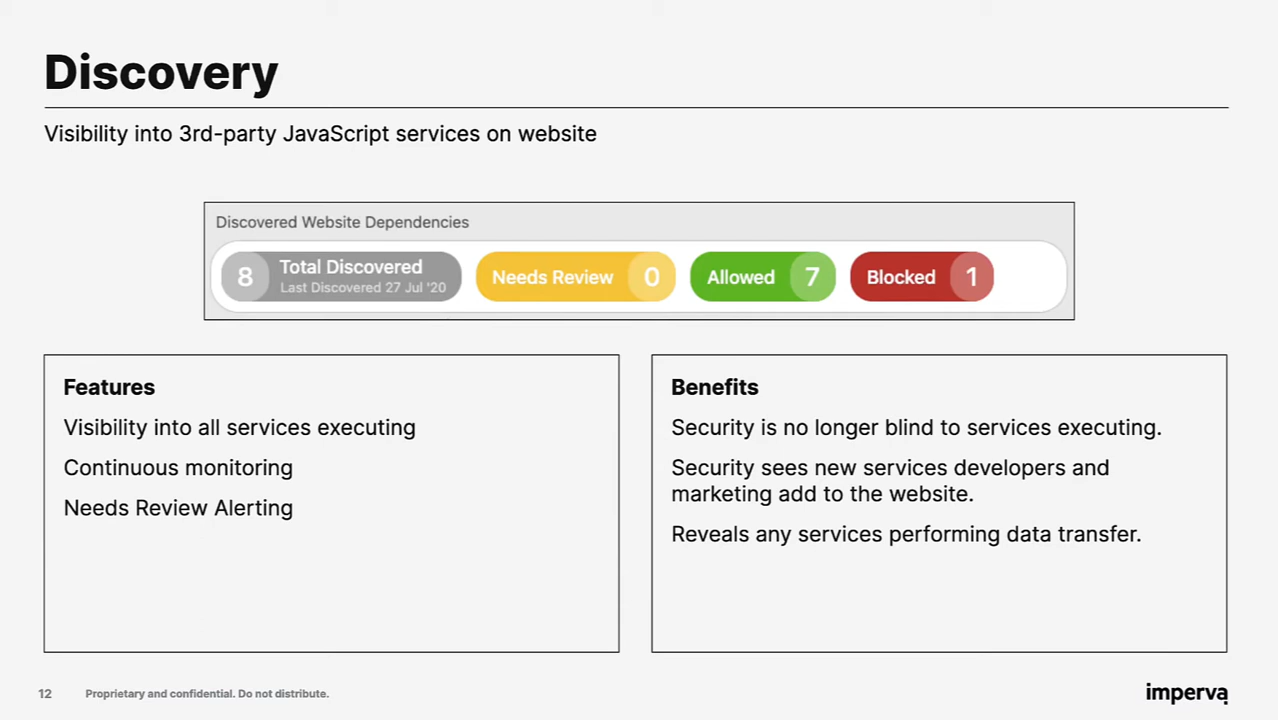 Discovery
Visibility into 3rd-party JavaScript services on website
Discovered Website Dependencies
8 Total Discovered
Last Discovered 27 Jul '20
Needs Review 0
Allowed 7
Blocked 1
Features
Visibility into all services executing
Continuous monitoring
Needs Review Alerting
Benefits
Security is no longer blind to services executing.
Security sees new services developers and
marketing add to the website.
Reveals any services performing data transfer.
12 Proprietary and confidential. Do not distribute.
imperva